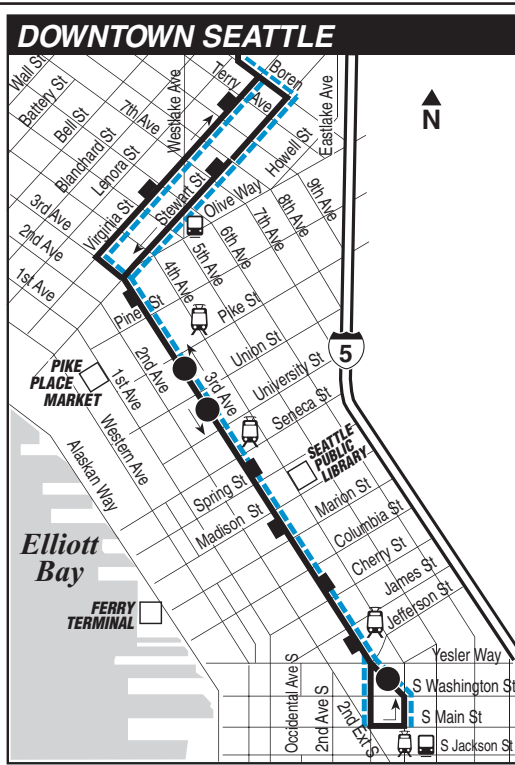 DOWNTOWN SEATTLE
Wall St
Battery St
Bell St
Blanchard St
Lenora St
Virginia St
7th Ave
Westlake Ave
Terry Ave
Boren
Eastlake Ave
N
Howell St
Stewart St
Olive Way
3rd Ave
2nd Ave
1st Ave
9th Ave
8th Ave
7th Ave
6th Ave
5th Ave
4th Ave
Pine St
Pike St
Union St
University St
Seneca St
5
PIKE
PLACE
MARKET
1st Ave
2nd Ave
3rd Ave
Western Ave
Alaskan Way
SEATTLE
PUBLIC
LIBRARY
Spring St
Madison St
Marion St
Columbia St
Cherry St
James St
Jefferson St
Elliott
Bay
FERRY
TERMINAL
Yesler Way
S Washington St
S Main St
S Jackson St
Occidental Ave S
2nd Ave S
2nd Ext S